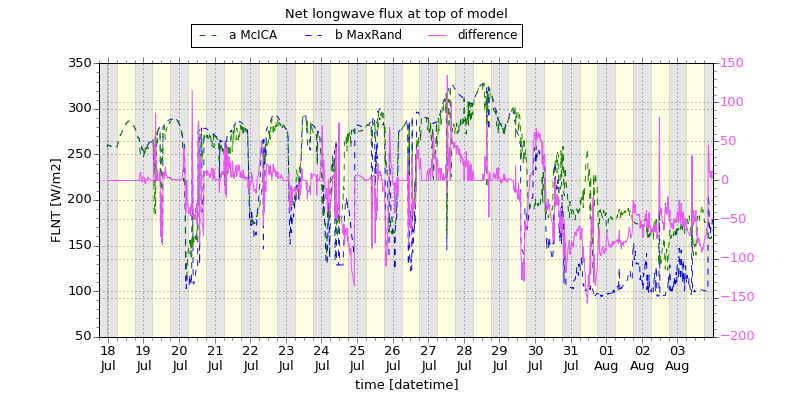 Net longwave flux at top of model
a McICA b MaxRand difference
350 150
300 100
250 50
200 0
150 −50
100 −100
50 −150
−200
FLNT [W/m2]
18 19 20 21 22 23 24 25 26 27 28 29 30 31 01 02 03
Jul Jul Jul Jul Jul Jul Jul Jul Jul Jul Jul Jul Jul Jul Aug Aug Aug
time [datetime]